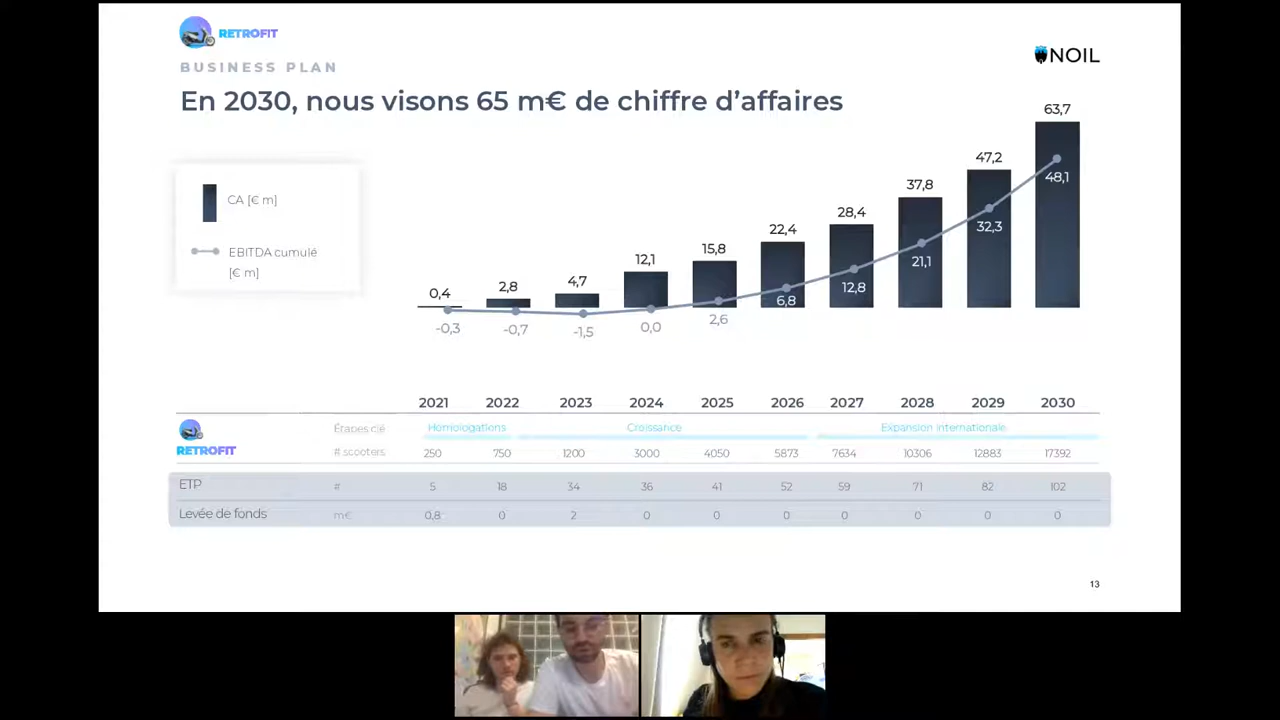 RETROFIT
NOIL
BUSINESS PLAN
En 2030, nous visons 65 m€ de chiffre d'affaires
CA [€ m]
EBITDA cumulé
[€ m]
0,4 2,8 4,7 12,1 15,8 22,4 28,4 37,8 47,2 63,7
-0,3 -0,7 -1,5 0,0 2,6 6,8 12,8 21,1 32,3 48,1
2021 2022 2023 2024 2025 2026 2027 2028 2029 2030
Étapes clé Homologations Croissance Expansion internationale
RETROFIT
# scooters 250 750 1200 3000 4050 5873 7634 10306 12883 17392
ETP # 5 18 34 36 41 52 59 71 82 102
Levée de fonds m€ 0,8 0 2 0 0 0 0 0 0 0
13